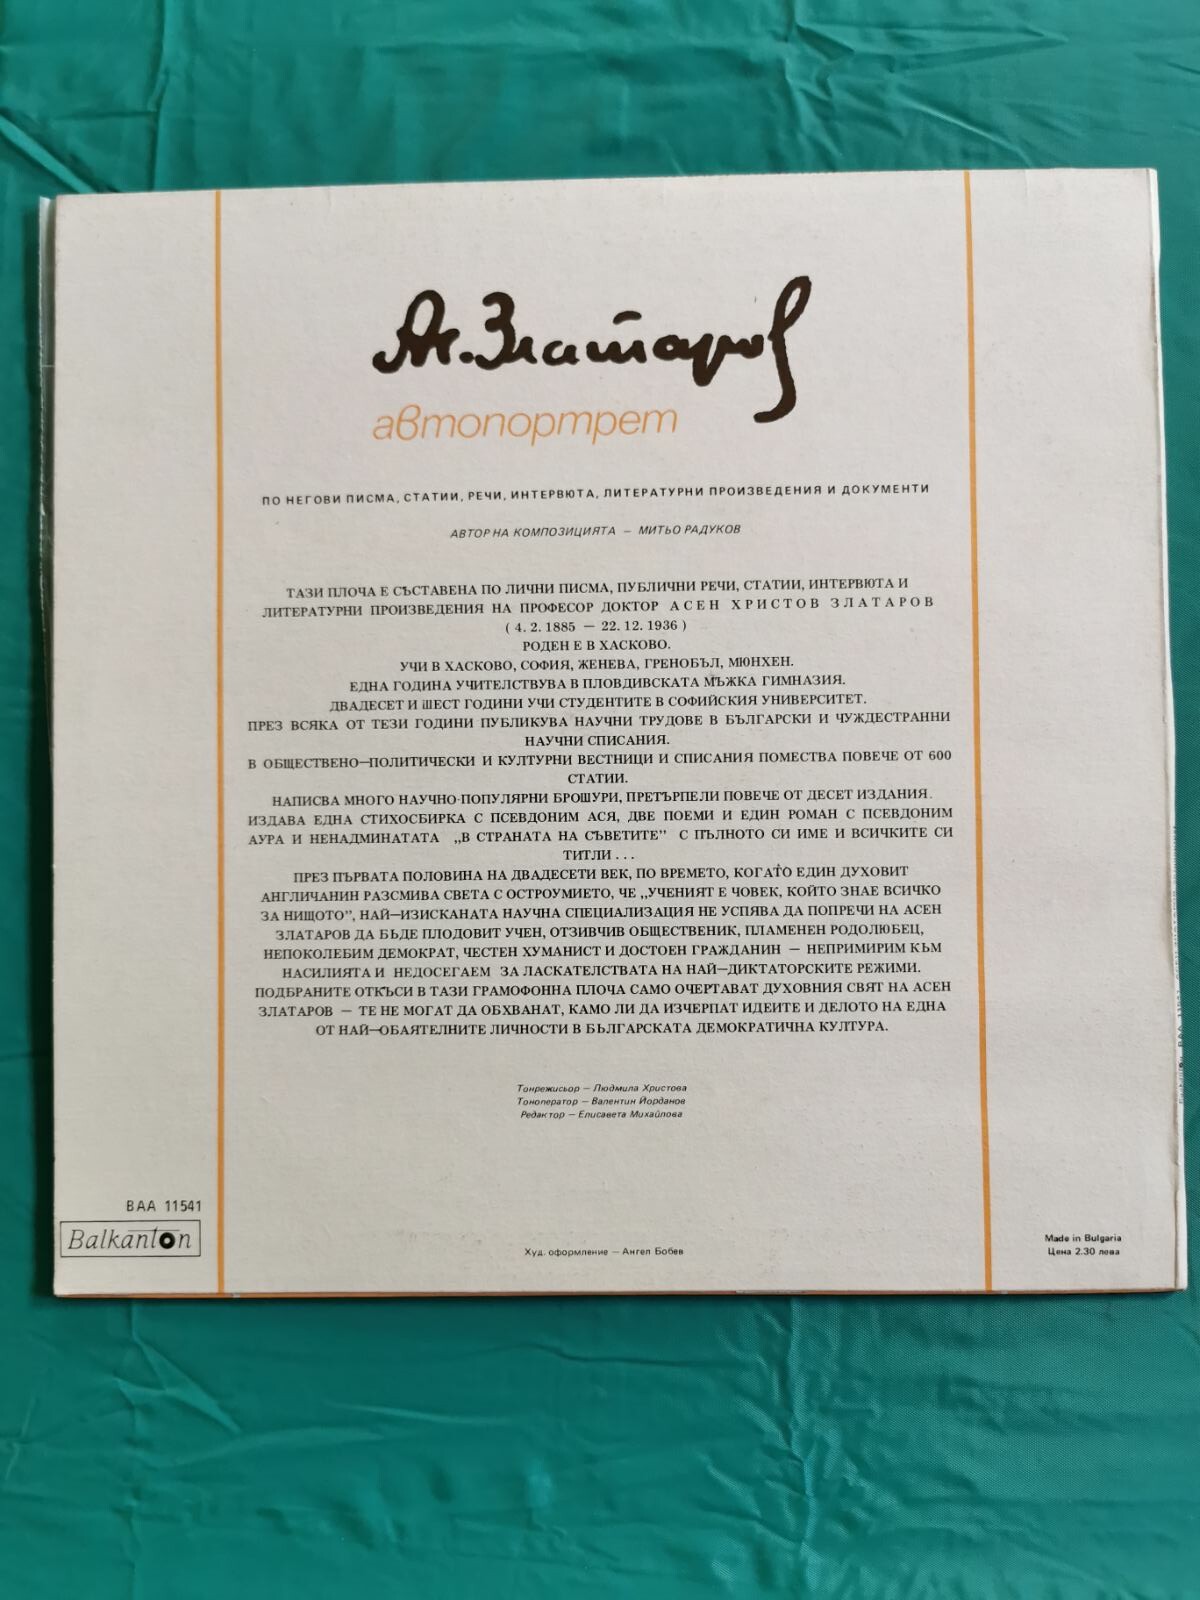 Ас. Златаров
автопортрет
ПО НЕГОВИ ПИСМА, СТАТИИ, РЕЧИ, ИНТЕРВЮТА, ЛИТЕРАТУРНИ ПРОИЗВЕДЕНИЯ И ДОКУМЕНТИ
АВТОР НА КОМПОЗИЦИЯТА – МИТЬО РАДУКОВ
ТАЗИ ПЛОЧА Е СЪСТАВЕНА ПО ЛИЧНИ ПИСМА, ПУБЛИЧНИ РЕЧИ, СТАТИИ, ИНТЕРВЮТА И
ЛИТЕРАТУРНИ ПРОИЗВЕДЕНИЯ НА ПРОФЕСОР ДОКТОР АСЕН ХРИСТОВ ЗЛАТАРОВ
( 4. 2. 1885 — 22. 12. 1936 )
РОДЕН Е В ХАСКОВО.
УЧИ В ХАСКОВО, СОФИЯ, ЖЕНЕВА, ГРЕНОБЪЛ, МЮНХЕН.
ЕДНА ГОДИНА УЧИТЕЛСТВУВА В ПЛОВДИВСКАТА МЪЖКА ГИМНАЗИЯ.
ДВАДЕСЕТ И ШЕСТ ГОДИНИ УЧИ СТУДЕНТИТЕ В СОФИЙСКИЯ УНИВЕРСИТЕТ.
ПРЕЗ ВСЯКА ОТ ТЕЗИ ГОДИНИ ПУБЛИКУВА НАУЧНИ ТРУДОВЕ В БЪЛГАРСКИ И ЧУЖДЕСТРАННИ
НАУЧНИ СПИСАНИЯ.
В ОБЩЕСТВЕНО—ПОЛИТИЧЕСКИ И КУЛТУРНИ ВЕСТНИЦИ И СПИСАНИЯ ПОМЕСТВА ПОВЕЧЕ ОТ 600
СТАТИИ.
НАПИСВА МНОГО НАУЧНО-ПОПУЛЯРНИ БРОШУРИ, ПРЕТЪРПЕЛИ ПОВЕЧЕ ОТ ДЕСЕТ ИЗДАНИЯ.
ИЗДАВА ЕДНА СТИХОСБИРКА С ПСЕВДОНИМ АСЯ, ДВЕ ПОЕМИ И ЕДИН РОМАН С ПСЕВДОНИМ
АУРА И НЕНАДМИНАТАТА „В СТРАНАТА НА СЪВЕТИТЕ” С ПЪЛНОТО СИ ИМЕ И ВСИЧКИТЕ СИ
ТИТЛИ . . .
ПРЕЗ ПЪРВАТА ПОЛОВИНА НА ДВАДЕСЕТИ ВЕК, ПО ВРЕМЕТО, КОГАТО ЕДИН ДУХОВИТ
АНГЛИЧАНИН РАЗСМИВА СВЕТА С ОСТРОУМИЕТО, ЧЕ „УЧЕНИЯТ Е ЧОВЕК, КОЙТО ЗНАЕ ВСИЧКО
ЗА НИЩОТО”, НАЙ—ИЗИСКАНАТА НАУЧНА СПЕЦИАЛИЗАЦИЯ НЕ УСПЯВА ДА ПОПРЕЧИ НА АСЕН
ЗЛАТАРОВ ДА БЪДЕ ПЛОДОВИТ УЧЕН, ОТЗИВЧИВ ОБЩЕСТВЕНИК, ПЛАМЕНЕН РОДОЛЮБЕЦ,
НЕПОКОЛЕБИМ ДЕМОКРАТ, ЧЕСТЕН ХУМАНИСТ И ДОСТОЕН ГРАЖДАНИН — НЕПРИМИРИМ КЪМ
НАСИЛИЯТА И НЕДОСЕГАЕМ ЗА ЛАСКАТЕЛСТВАТА НА НАЙ—ДИКТАТОРСКИТЕ РЕЖИМИ.
ПОДБРАНИТЕ ОТКЪСИ В ТАЗИ ГРАМОФОННА ПЛОЧА САМО ОЧЕРТАВАТ ДУХОВНИЯ СВЯТ НА АСЕН
ЗЛАТАРОВ — ТЕ НЕ МОГАТ ДА ОБХВАНАТ, КАМО ЛИ ДА ИЗЧЕРПАТ ИДЕИТЕ И ДЕЛОТО НА ЕДНА
ОТ НАЙ—ОБАЯТЕЛНИТЕ ЛИЧНОСТИ В БЪЛГАРСКАТА ДЕМОКРАТИЧНА КУЛТУРА.
Тонрежисьор — Людмила Христова
Тоноператор — Валентин Йорданов
Редактор — Елисавета Михайлова
ВАА 11541
Balkanton
Худ. оформление — Ангел Бобев
Made in Bulgaria
Цена 2.30 лева